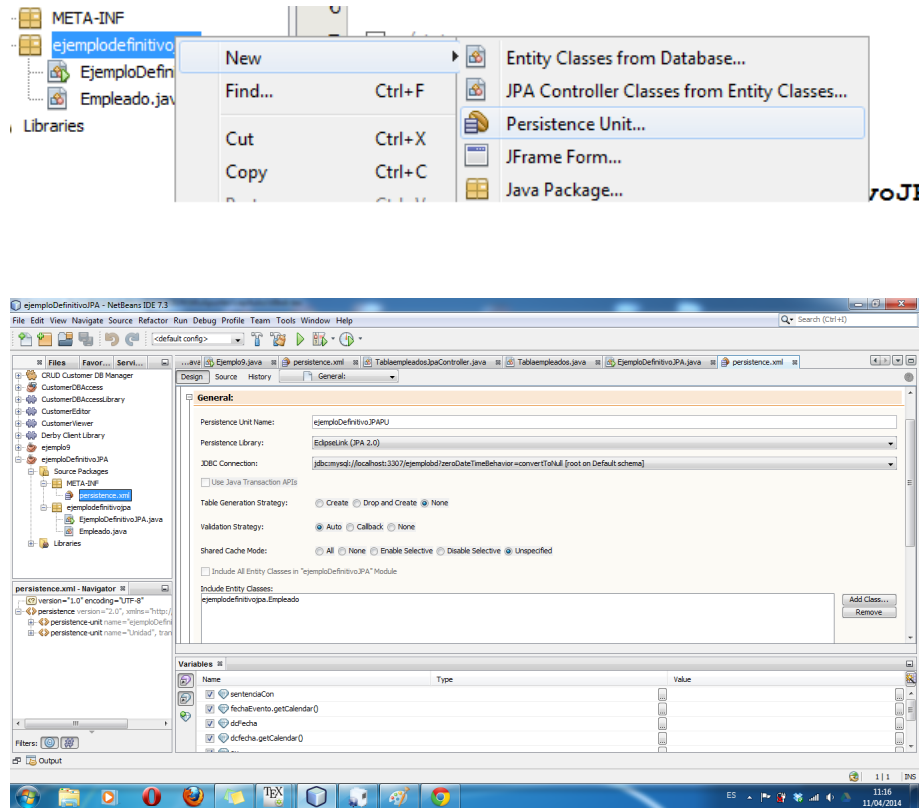 META-INF
ejemplodefinitivo
EjemploDefin
Empleado.jav
Libraries
New
Find... Ctrl+F
Cut Ctrl+X
Copy Ctrl+C
Entity Classes from Database...
JPA Controller Classes from Entity Classes...
Persistence Unit...
JFrame Form...
Java Package...
voJP
ejemploDefinitivoJPA - NetBeans IDE 7.3
File Edit View Navigate Source Refactor Run Debug Profile Team Tools Window Help
Search (Ctrl+I)
<default config>
Files Favor... Servi...
...ava Ejemplo9.java persistence.xml TablaempleadosJpaController.java Tablaempleados.java EjemploDefinitivoJPA.java persistence.xml
CRUD Customer DB Manager
CustomerDBAccess
CustomerDBAccessLibrary
CustomerEditor
CustomerViewer
Derby Client Library
ejemplo9
ejemploDefinitivoJPA
Source Packages
META-INF
persistence.xml
ejemplodefinitivojpa
EjemploDefinitivoJPA.java
Empleado.java
Libraries
Design Source History General:
General:
Persistence Unit Name: ejemploDefinitivoJPAPU
Persistence Library: EclipseLink (JPA 2.0)
JDBC Connection: jdbc:mysql://localhost:3307/ejemplobd?zeroDateTimeBehavior=convertToNull [root on Default schema]
Use Java Transaction APIs
Table Generation Strategy: Create Drop and Create None
Validation Strategy: Auto Callback None
Shared Cache Mode: All None Enable Selective Disable Selective Unspecified
Include All Entity Classes in "ejemploDefinitivoJPA" Module
Include Entity Classes:
ejemplodefinitivojpa.Empleado
Add Class...
Remove
persistence.xml - Navigator
version="1.0" encoding="UTF-8"
persistence version="2.0", xmlns="http:/
persistence-unit name="ejemploDefini
persistence-unit name="Unidad", tran
Filters:
Variables
Name Type Value
sentenciaCon
fechaEvento.getCalendar()
dcFecha
dcfecha.getCalendar()
Output
1|1 INS
TEX
ES
11:16
11/04/2014